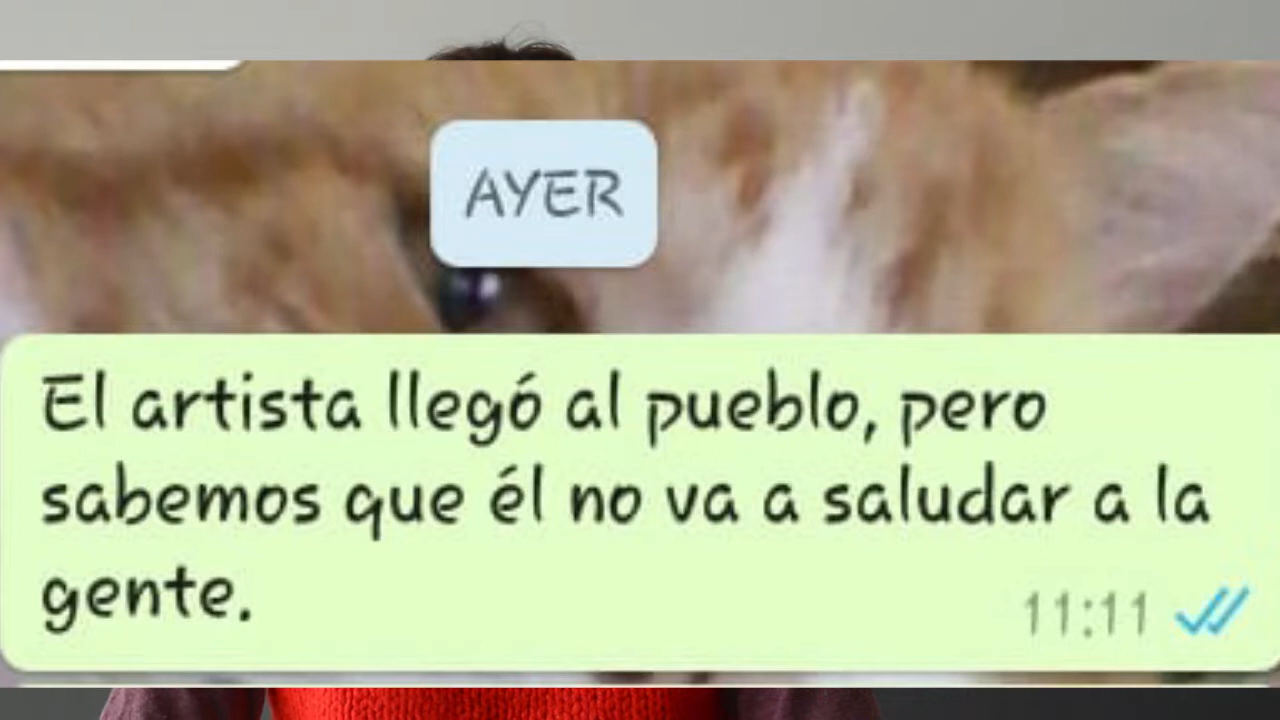 AYER
El artista llegó al pueblo, pero
sabemos que él no va a saludar a la
gente.
11:11